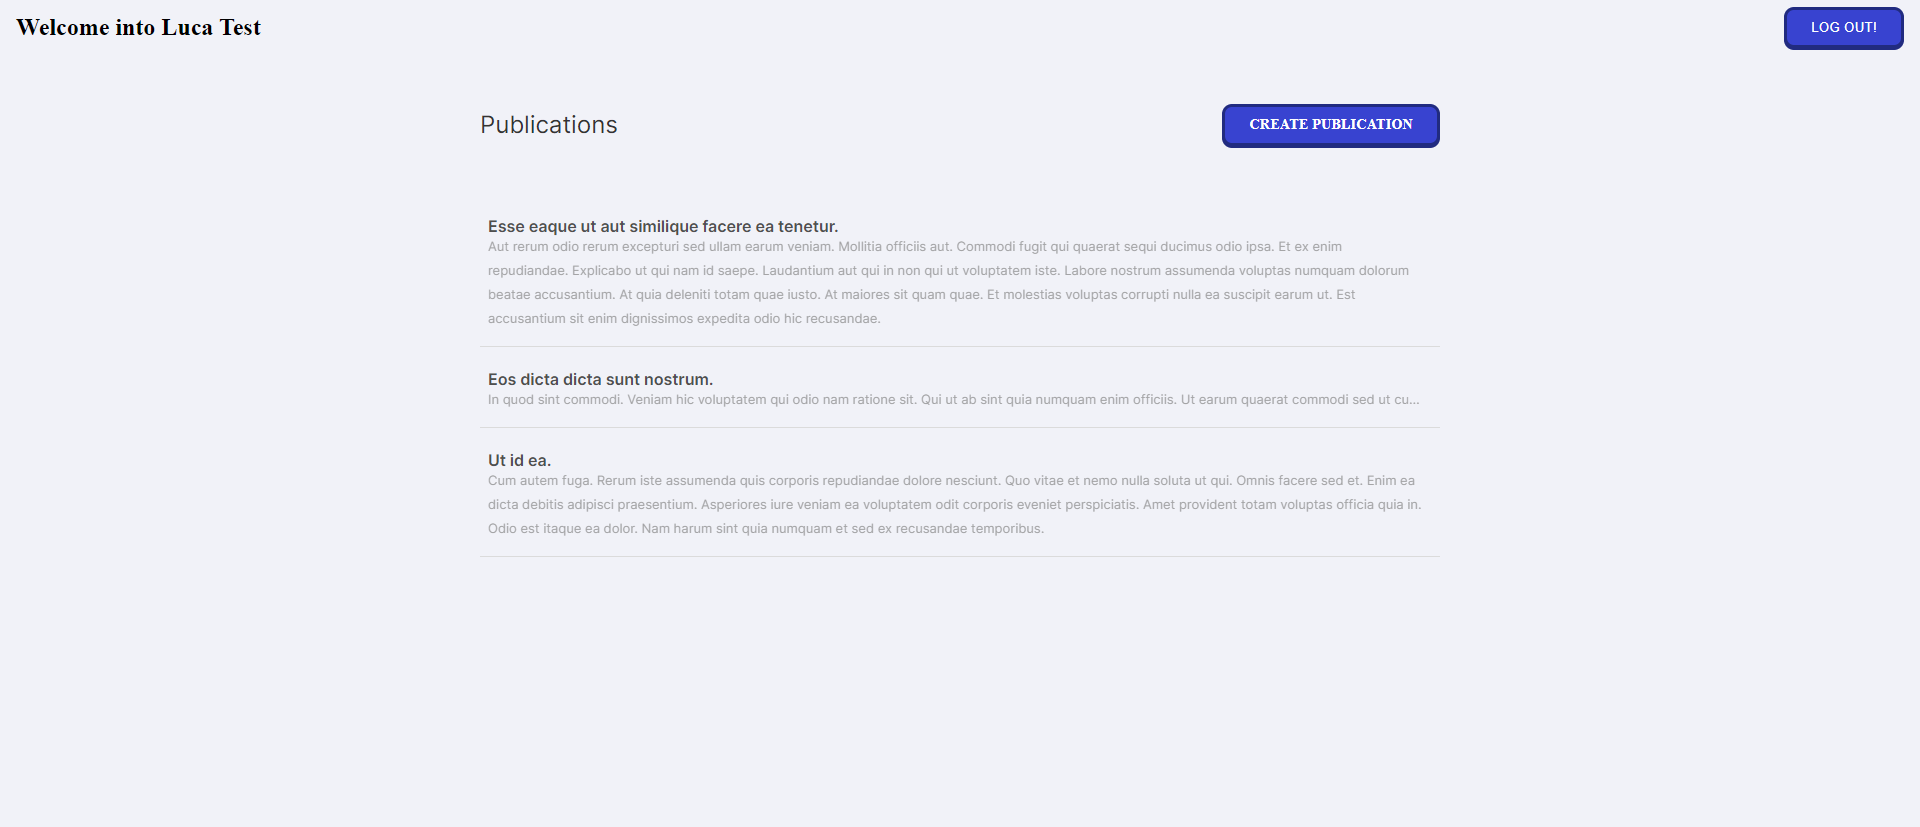 Welcome into Luca Test
LOG OUT!
Publications
CREATE PUBLICATION
Esse eaque ut aut similique facere ea tenetur.
Aut rerum odio rerum excepturi sed ullam earum veniam. Mollitia officiis aut. Commodi fugit qui quaerat sequi ducimus odio ipsa. Et ex enim
repudiandae. Explicabo ut qui nam id saepe. Laudantium aut qui in non qui ut voluptatem iste. Labore nostrum assumenda voluptas numquam dolorum
beatae accusantium. At quia deleniti totam quae iusto. At maiores sit quam quae. Et molestias voluptas corrupti nulla ea suscipit earum ut. Est
accusantium sit enim dignissimos expedita odio hic recusandae.
Eos dicta dicta sunt nostrum.
In quod sint commodi. Veniam hic voluptatem qui odio nam ratione sit. Qui ut ab sint quia numquam enim officiis. Ut earum quaerat commodi sed ut cu...
Ut id ea.
Cum autem fuga. Rerum iste assumenda quis corporis repudiandae dolore nesciunt. Quo vitae et nemo nulla soluta ut qui. Omnis facere sed et. Enim ea
dicta debitis adipisci praesentium. Asperiores iure veniam ea voluptatem odit corporis eveniet perspiciatis. Amet provident totam voluptas officia quia in.
Odio est itaque ea dolor. Nam harum sint quia numquam et sed ex recusandae temporibus.